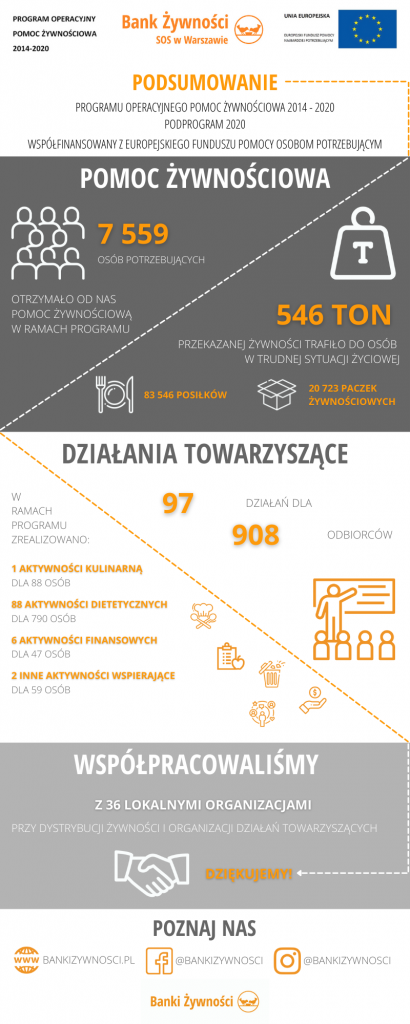 PROGRAM OPERACYJNY
POMOC ŻYWNOŚCIOWA
2014-2020
Bank Żywności
SOS w Warszawie
UNIA EUROPEJSKA
EUROPEJSKI FUNDUSZ POMOCY
NAJBARDZIEJ POTRZEBUJĄCYM
PODSUMOWANIE
PROGRAMU OPERACYJNEGO POMOC ŻYWNOŚCIOWA 2014 - 2020
PODPROGRAM 2020
WSPÓŁFINANSOWANY Z EUROPEJSKIEGO FUNDUSZU POMOCY OSOBOM POTRZEBUJĄCYM
POMOC ŻYWNOŚCIOWA
7 559
OSÓB POTRZEBUJĄCYCH
OTRZYMAŁO OD NAS
POMOC ŻYWNOŚCIOWĄ
W RAMACH PROGRAMU
T
546 TON
PRZEKAZANEJ ŻYWNOŚCI TRAFIŁO DO OSÓB
W TRUDNEJ SYTUACJI ŻYCIOWEJ
83 546 POSIŁKÓW
20 723 PACZEK
ŻYWNOŚCIOWYCH
DZIAŁANIA TOWARZYSZĄCE
W
RAMACH
PROGRAMU
ZREALIZOWANO:
97
DZIAŁAŃ DLA
908
ODBIORCÓW
1 AKTYWNOŚCI KULINARNĄ
DLA 88 OSÓB
88 AKTYWNOŚCI DIETETYCZNYCH
DLA 790 OSÓB
6 AKTYWNOŚCI FINANSOWYCH
DLA 47 OSÓB
2 INNE AKTYWNOŚCI WSPIERAJĄCE
DLA 59 OSÓB
$
WSPÓŁPRACOWALIŚMY
Z 36 LOKALNYMI ORGANIZACJAMI
PRZY DYSTRYBUCJI ŻYWNOŚCI I ORGANIZACJI DZIAŁAŃ TOWARZYSZĄCYCH
DZIĘKUJEMY!
POZNAJ NAS
WWW
BANKIZYWNOSCI.PL
@BANKIZYWNOSCI
@BANKIZYWNOSCI
Banki Żywności